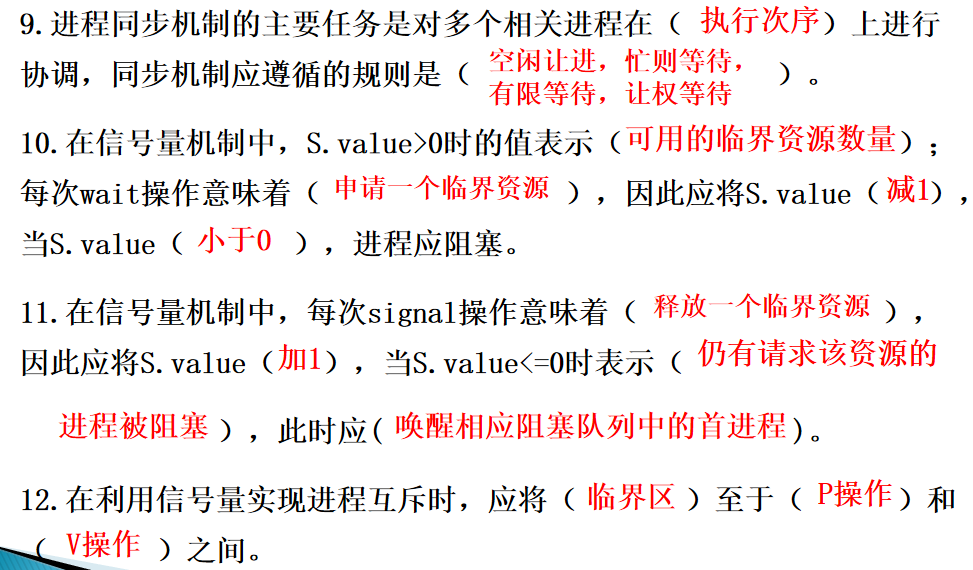 9.进程同步机制的主要任务是对多个相关进程在（执行次序）上进行
协调，同步机制应遵循的规则是（空闲让进，忙则等待，
有限等待，让权等待）。
10.在信号量机制中，S.value>0时的值表示（可用的临界资源数量）；
每次wait操作意味着（申请一个临界资源），因此应将S.value（减1），
当S.value（小于0），进程应阻塞。
11.在信号量机制中，每次signal操作意味着（释放一个临界资源），
因此应将S.value（加1），当S.value<=0时表示（仍有请求该资源的
进程被阻塞），此时应(唤醒相应阻塞队列中的首进程)。
12.在利用信号量实现进程互斥时，应将（临界区）至于（P操作）和
（V操作）之间。